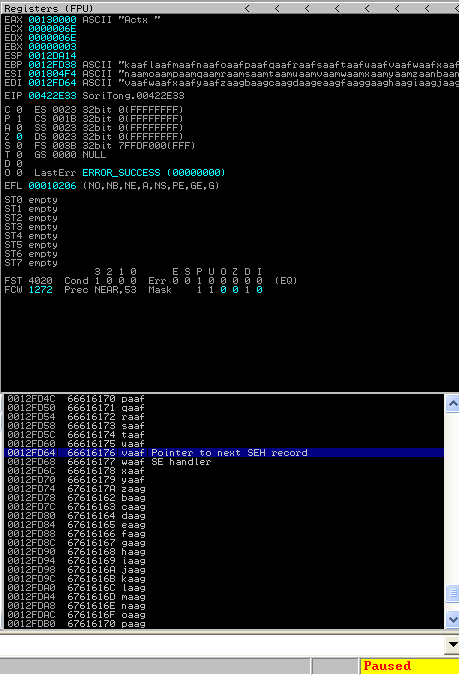 Registers (FPU) < < < < < < <
EAX 00130000 ASCII "Actx "
ECX 0000006E
EDX 0000006E
EBX 00000003
ESP 0012DA14
EBP 0012FD38 ASCII "kaaflaafmaafnaafoaafpaafqaafraafsaaftaafuaafvaafwaafxaaf
ESI 001804F4 ASCII "naamoaampaamqaamraamsaamtaamuaamvaamwaamxaamyaamzaanbaan
EDI 0012FD64 ASCII "vaafwaafxaafyaafzaagbaagcaagdaageaagfaaggaaghaagiaagjaag
EIP 00422E33 SoriTong.00422E33
C 0 ES 0023 32bit 0(FFFFFFFF)
P 1 CS 001B 32bit 0(FFFFFFFF)
A 0 SS 0023 32bit 0(FFFFFFFF)
Z 0 DS 0023 32bit 0(FFFFFFFF)
S 0 FS 003B 32bit 7FFDF000(FFF)
T 0 GS 0000 NULL
D 0
O 0 LastErr ERROR_SUCCESS (00000000)
EFL 00010206 (NO,NB,NE,A,NS,PE,GE,G)
ST0 empty
ST1 empty
ST2 empty
ST3 empty
ST4 empty
ST5 empty
ST6 empty
ST7 empty
3 2 1 0 E S P U O Z D I
FST 4020 Cond 1 0 0 0 Err 0 0 1 0 0 0 0 0 (EQ)
FCW 1272 Prec NEAR,53 Mask 1 1 0 0 1 0
0012FD4C 66616170 paaf
0012FD50 66616171 qaaf
0012FD54 66616172 raaf
0012FD58 66616173 saaf
0012FD5C 66616174 taaf
0012FD60 66616175 uaaf
0012FD64 66616176 vaaf Pointer to next SEH record
0012FD68 66616177 waaf SE handler
0012FD6C 66616178 xaaf
0012FD70 66616179 yaaf
0012FD74 6761617A zaag
0012FD78 67616162 baag
0012FD7C 67616163 caag
0012FD80 67616164 daag
0012FD84 67616165 eaag
0012FD88 67616166 faag
0012FD8C 67616167 gaag
0012FD90 67616168 haag
0012FD94 67616169 iaag
0012FD98 6761616A jaag
0012FD9C 6761616B kaag
0012FDA0 6761616C laag
0012FDA4 6761616D maag
0012FDA8 6761616E naag
0012FDAC 6761616F oaag
0012FDB0 67616170 paag
Paused